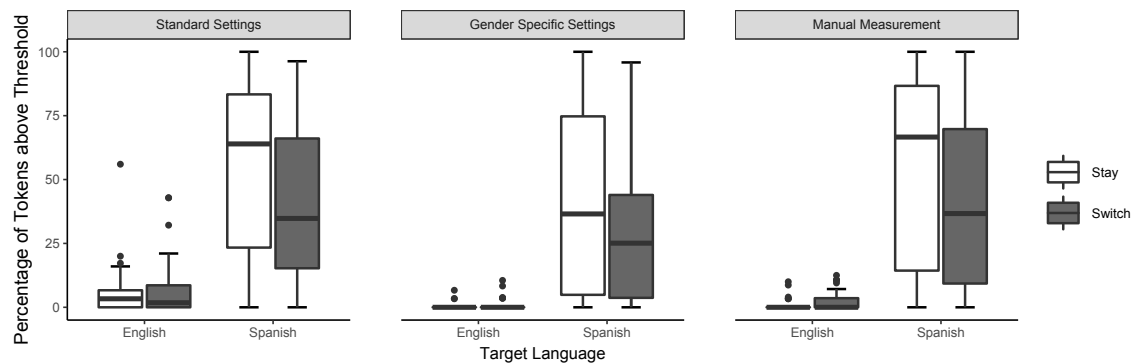 Standard Settings
Gender Specific Settings
Manual Measurement
Percentage of Tokens above Threshold
100
75
50
25
0
English
Spanish
English
Spanish
English
Spanish
Target Language
Stay
Switch